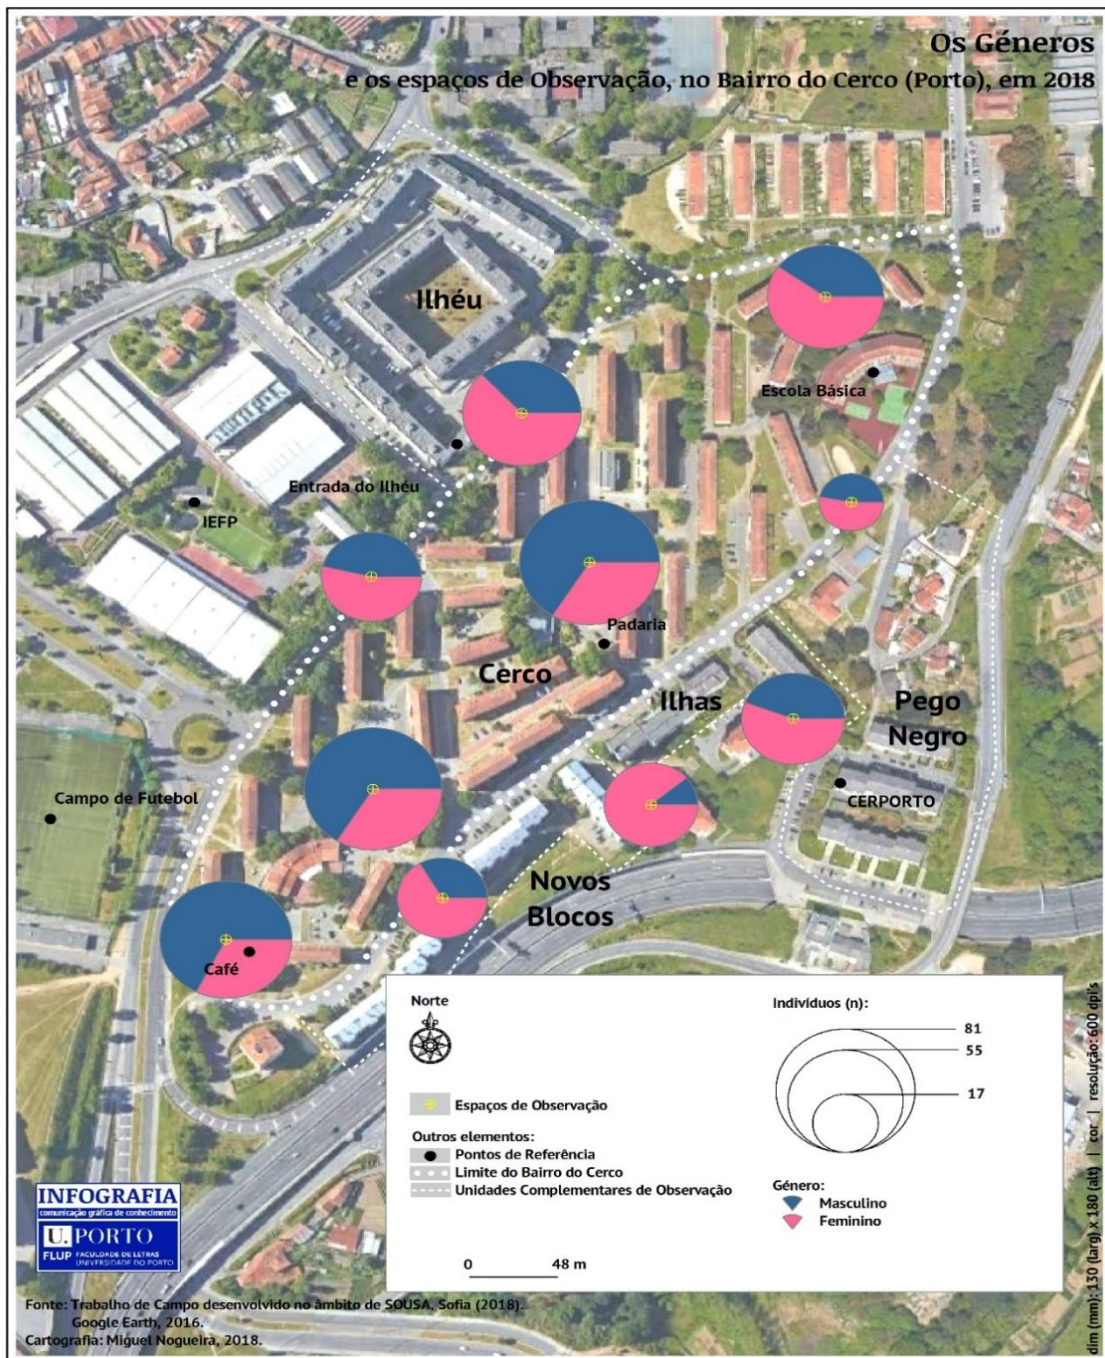 Os Géneros
e os espaços de Observação, no Bairro do Cerco (Porto), em 2018
Ilhéu
Escola Básica
Entrada do Ilhéu
IEFP
Padaria
Cerco
Ilhas
Pego
Negro
Campo de Futebol
CERPORTO
Novos
Blocos
Café
Norte
Espaços de Observação
Outros elementos:
Pontos de Referência
Limite do Bairro do Cerco
Unidades Complementares de Observação
0 48 m
Indivíduos (n):
81
55
17
Género:
Masculino
Feminino
INFOGRAFIA
comunicação gráfica de conhecimento
U. PORTO
FLUP FACULDADE DE LETRAS
UNIVERSIDADE DO PORTO
Fonte: Trabalho de Campo desenvolvido no âmbito de SOUSA, Sofia (2018).
Google Earth, 2016.
Cartografia: Miguel Nogueira, 2018.
dim (mm): 130 (larg) x 180 (alt) | cor | resolução: 600 dpi's